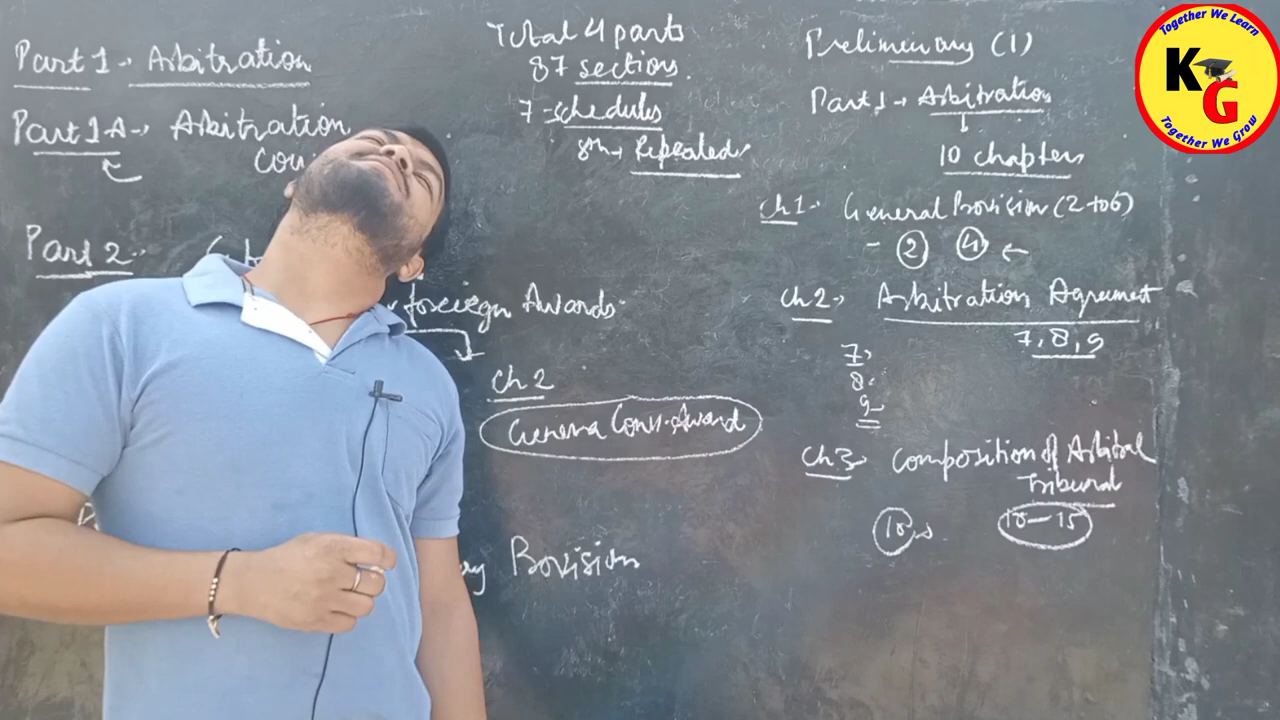 Part 1 - Arbitration
Part 1A -> Arbitration
Part 2 -
foreign Awards
Ch 2
Geneva Conv. Award
Provision
Total 4 parts
87 sections.
7 - schedules
8th -> Repealed
Preliminary (1)
Part 1 -> Arbitration
10 chapters
Ch 1 - General Provision (2 to 6)
- 2 4 ←
Ch 2 - Arbitration Agreement
7, 8, 9
7,
8.
9
Ch 3 - Composition of Arbitral
Tribunal
10 -> 10 - 15
Together We Learn
KG
Together We Grow